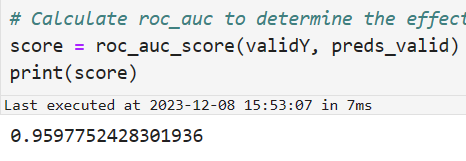 # Calculate roc_auc to determine the effect
score = roc_auc_score(validY, preds_valid)
print(score)
Last executed at 2023-12-08 15:53:07 in 7ms
0.9597752428301936